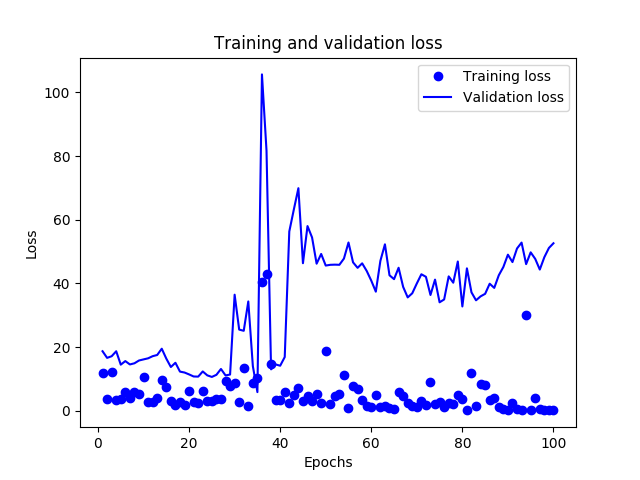 Training and validation loss
Training loss
Validation loss
Loss
100
80
60
40
20
0
0 20 40 60 80 100
Epochs